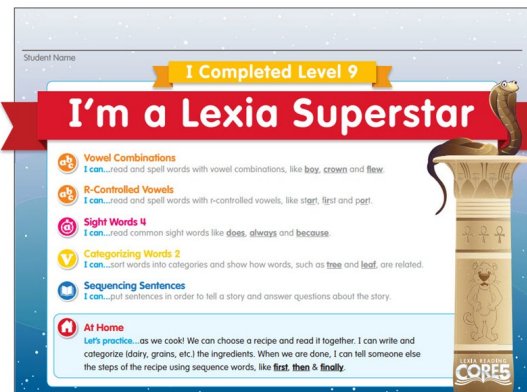 Student Name
I Completed Level 9
I'm a Lexia Superstar
abc
Vowel Combinations
I can...read and spell words with vowel combinations, like boy, crown and flew.
abc
R-Controlled Vowels
I can...read and spell words with r-controlled vowels, like start, first and port.
Sight Words 4
I can...read common sight words like does, always and because.
V
Categorizing Words 2
I can...sort words into categories and show how words, such as tree and leaf, are related.
Sequencing Sentences
I can...put sentences in order to tell a story and answer questions about the story.
At Home
Let's practice...as we cook! We can choose a recipe and read it together. I can write and
categorize (dairy, grains, etc.) the ingredients. When we are done, I can tell someone else
the steps of the recipe using sequence words, like first, then & finally.
LEXIA READING
CORE5